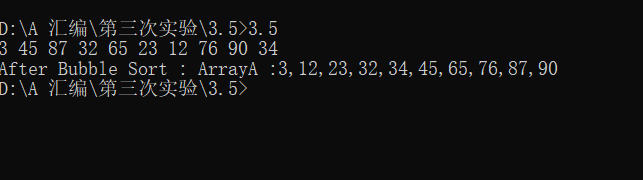 D:\A 汇编\第三次实验\3.5>3.5
3 45 87 32 65 23 12 76 90 34
After Bubble Sort : ArrayA :3,12,23,32,34,45,65,76,87,90
D:\A 汇编\第三次实验\3.5>